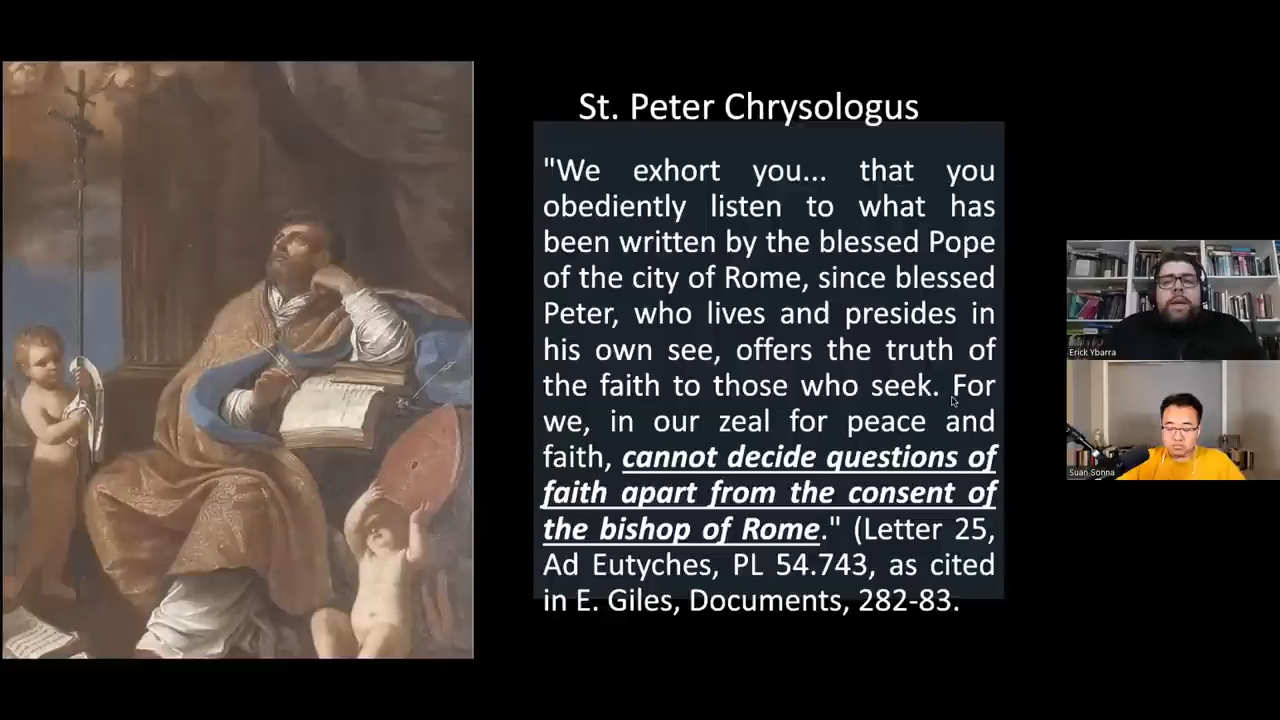 St. Peter Chrysologus
"We exhort you... that you
obediently listen to what has
been written by the blessed Pope
of the city of Rome, since blessed
Peter, who lives and presides in
his own see, offers the truth of
the faith to those who seek. For
we, in our zeal for peace and
faith, cannot decide questions of
faith apart from the consent of
the bishop of Rome." (Letter 25,
Ad Eutyches, PL 54.743, as cited
in E. Giles, Documents, 282-83.
Erick Ybarra
Suan Sonna